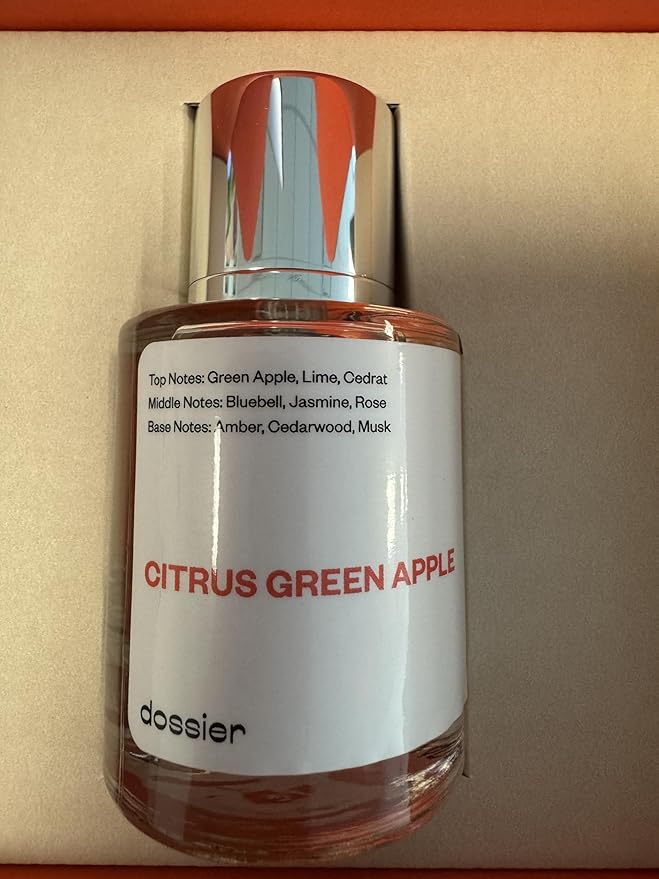 Top Notes: Green Apple, Lime, Cedrat
Middle Notes: Bluebell, Jasmine, Rose
Base Notes: Amber, Cedarwood, Musk
CITRUS GREEN APPLE
dossier